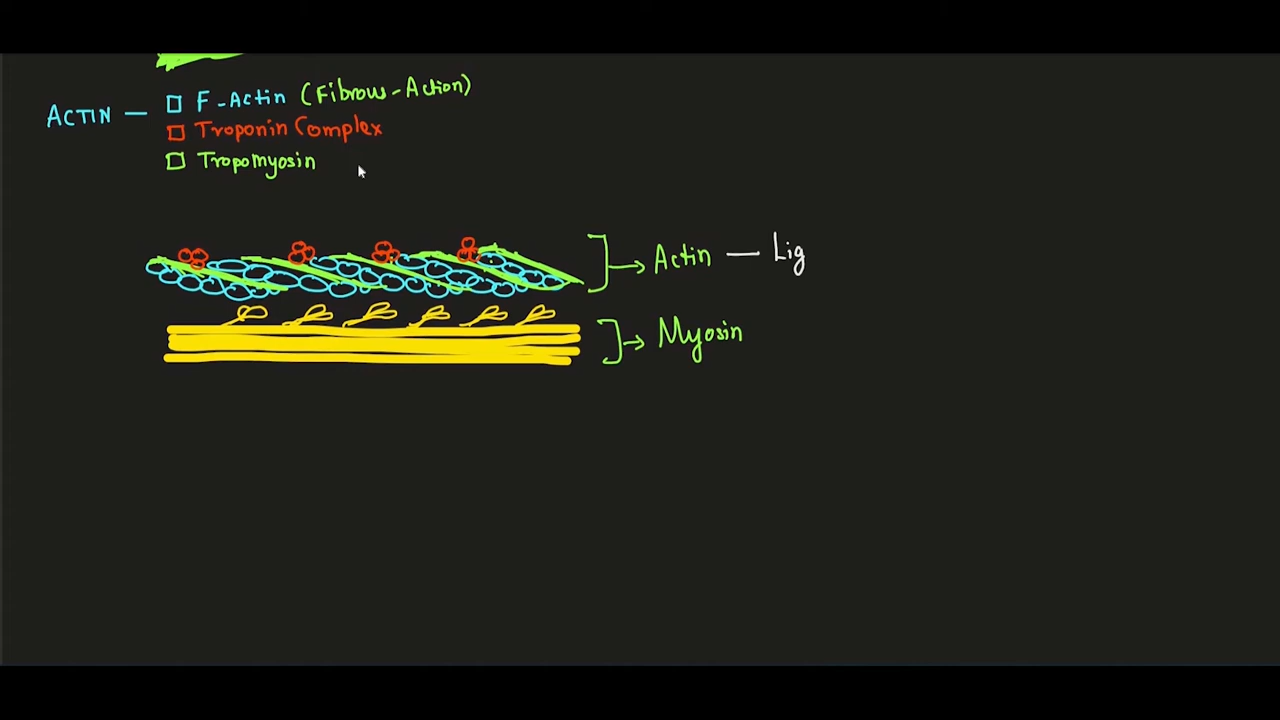 ACTIN — F-Actin (Fibrous-Action)
Troponin Complex
Tropomyosin
Actin — Lig
Myosin